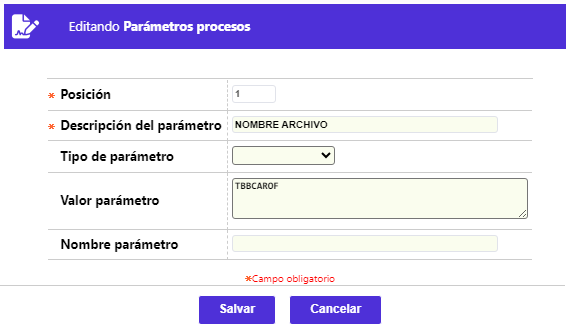 Editando Parámetros procesos
* Posición 1
* Descripción del parámetro NOMBRE ARCHIVO
Tipo de parámetro
Valor parámetro TBBCAROF
Nombre parámetro
*Campo obligatorio
Salvar Cancelar